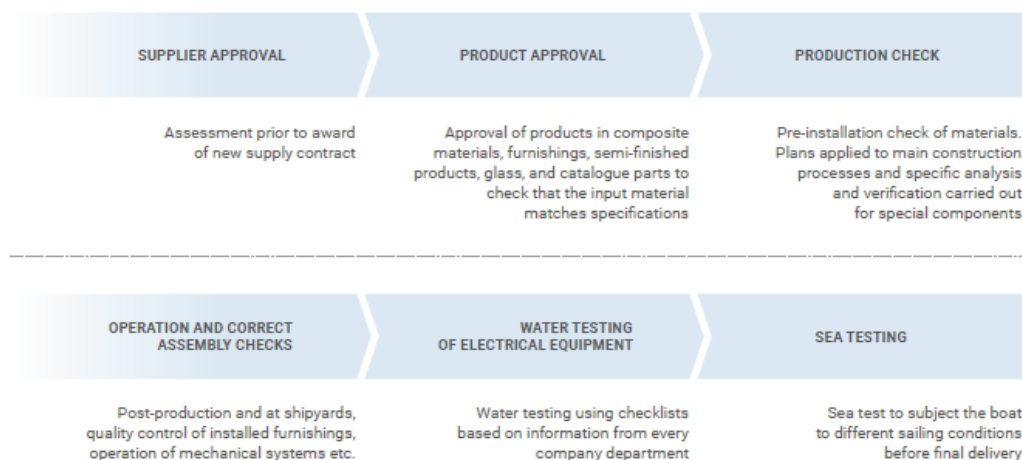 SUPPLIER APPROVAL
PRODUCT APPROVAL
PRODUCTION CHECK
Assessment prior to award
of new supply contract
Approval of products in composite
materials, furnishings, semi-finished
products, glass, and catalogue parts to
check that the input material
matches specifications
Pre-installation check of materials.
Plans applied to main construction
processes and specific analysis
and verification carried out
for special components
OPERATION AND CORRECT
ASSEMBLY CHECKS
WATER TESTING
OF ELECTRICAL EQUIPMENT
SEA TESTING
Post-production and at shipyards,
quality control of installed furnishings,
operation of mechanical systems etc.
Water testing using checklists
based on information from every
company department
Sea test to subject the boat
to different sailing conditions
before final delivery